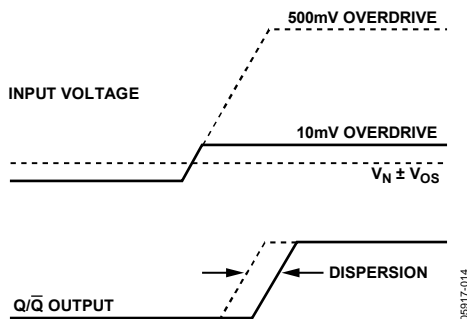 500mV OVERDRIVE
INPUT VOLTAGE
10mV OVERDRIVE
V_N ± V_OS
DISPERSION
Q/Q̅ OUTPUT
05917-014